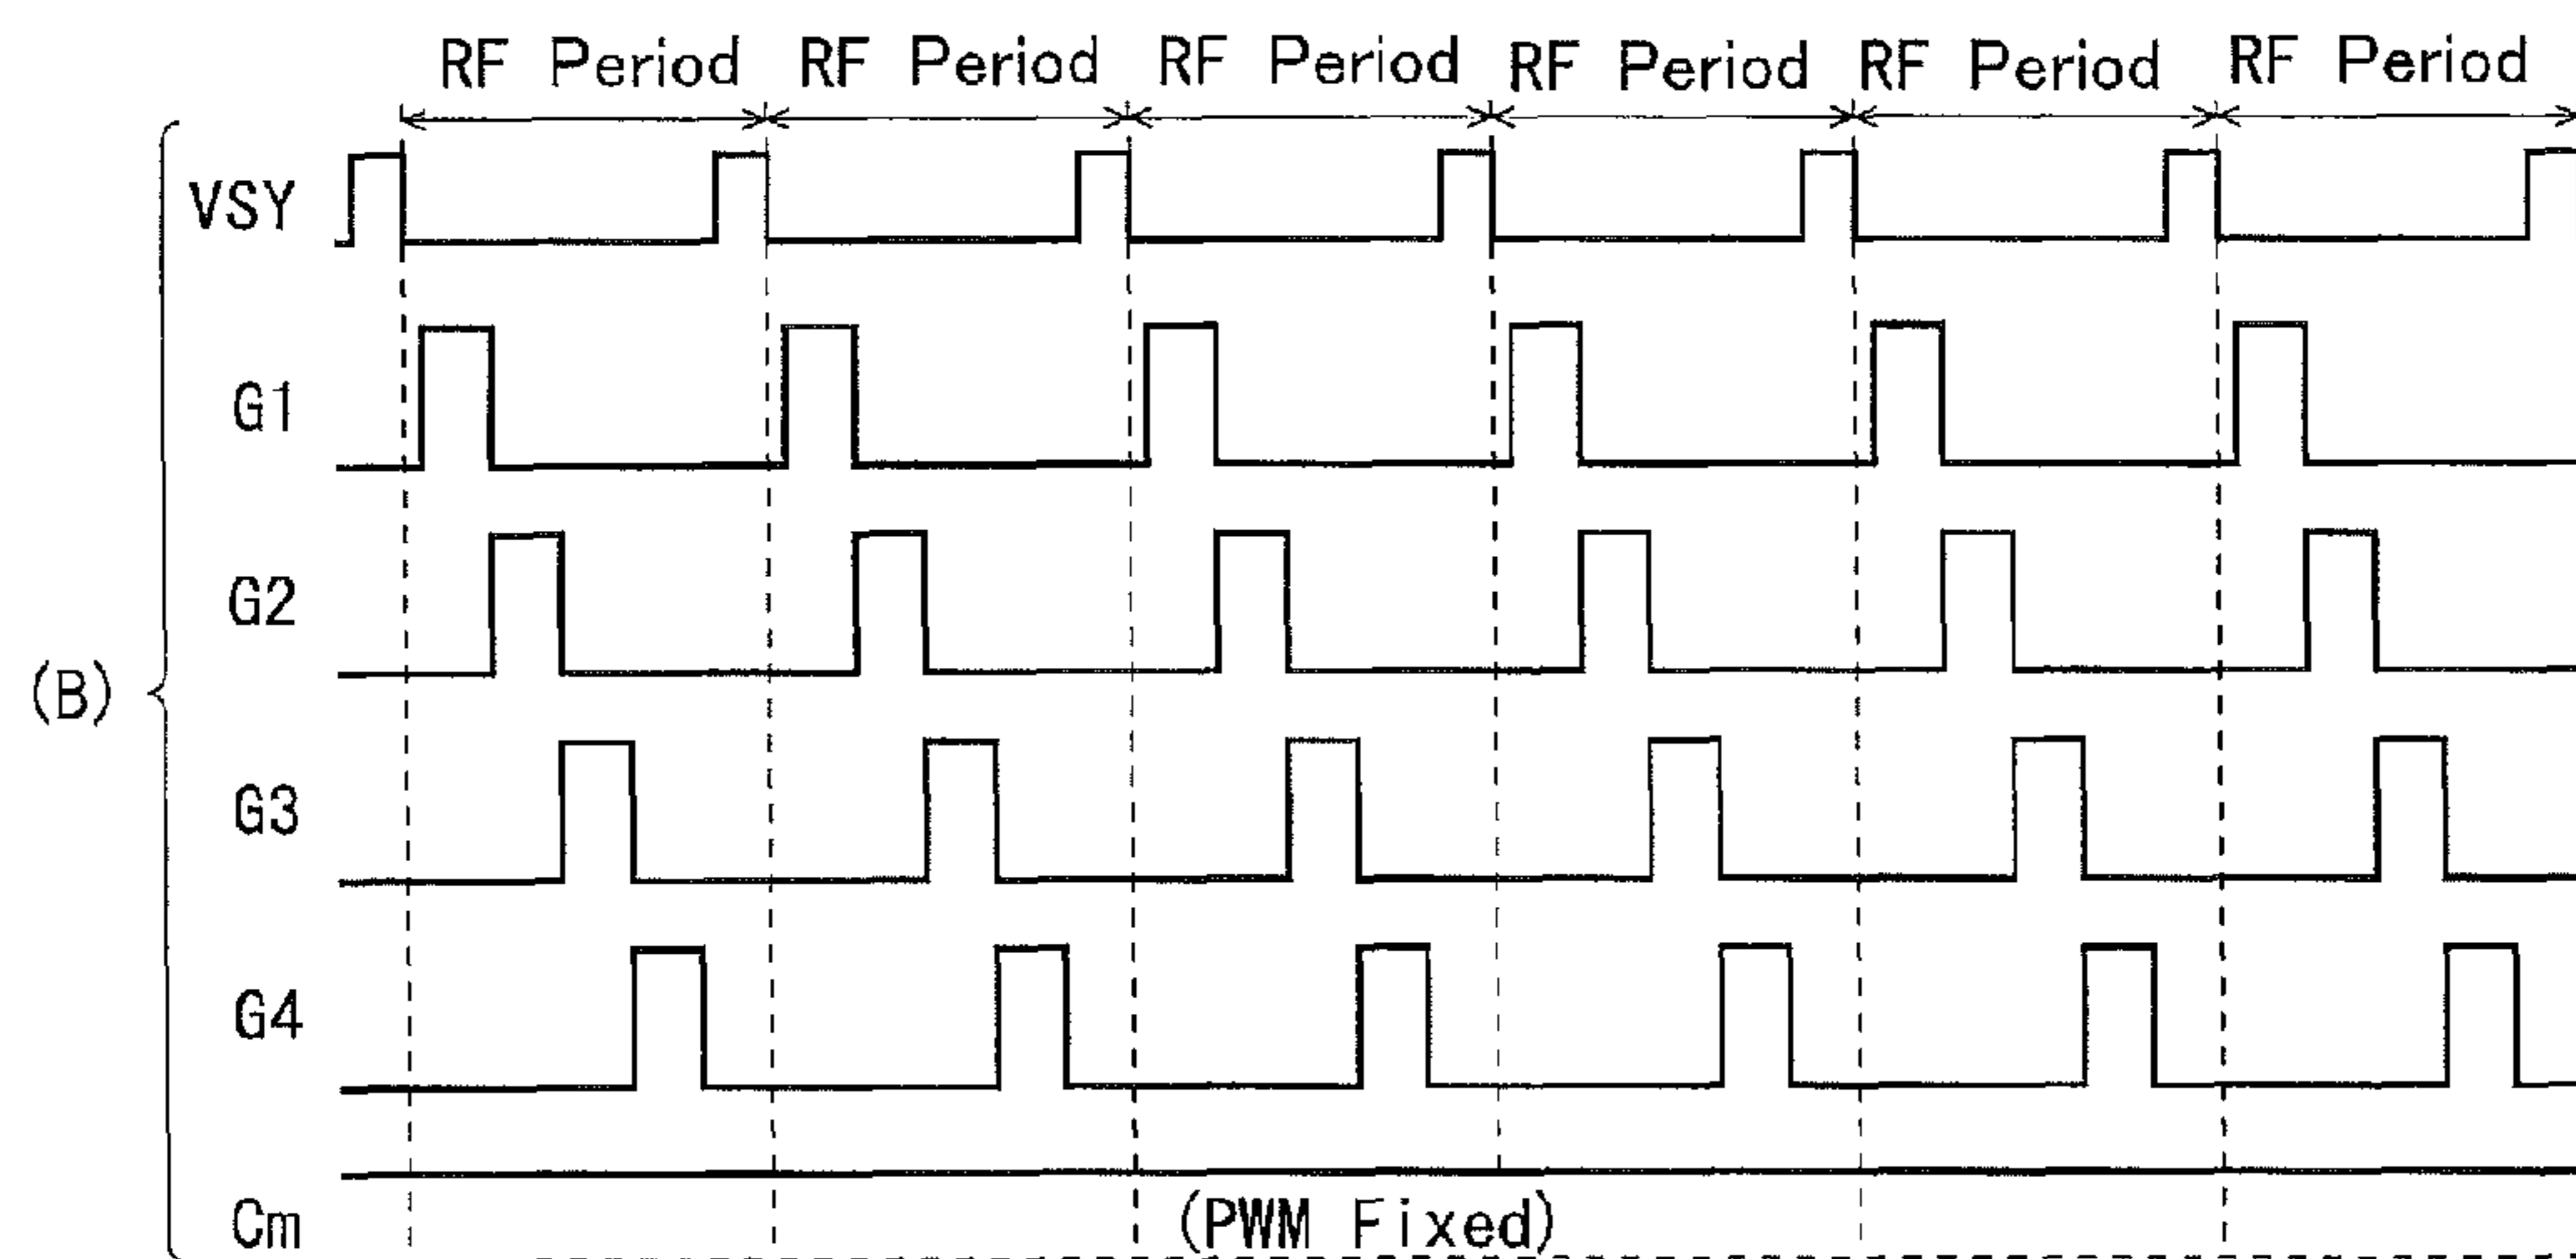 RF Period RF Period RF Period RF Period RF Period RF Period
VSY
G1
G2
(B)
G3
G4
Cm
(PWM Fixed)